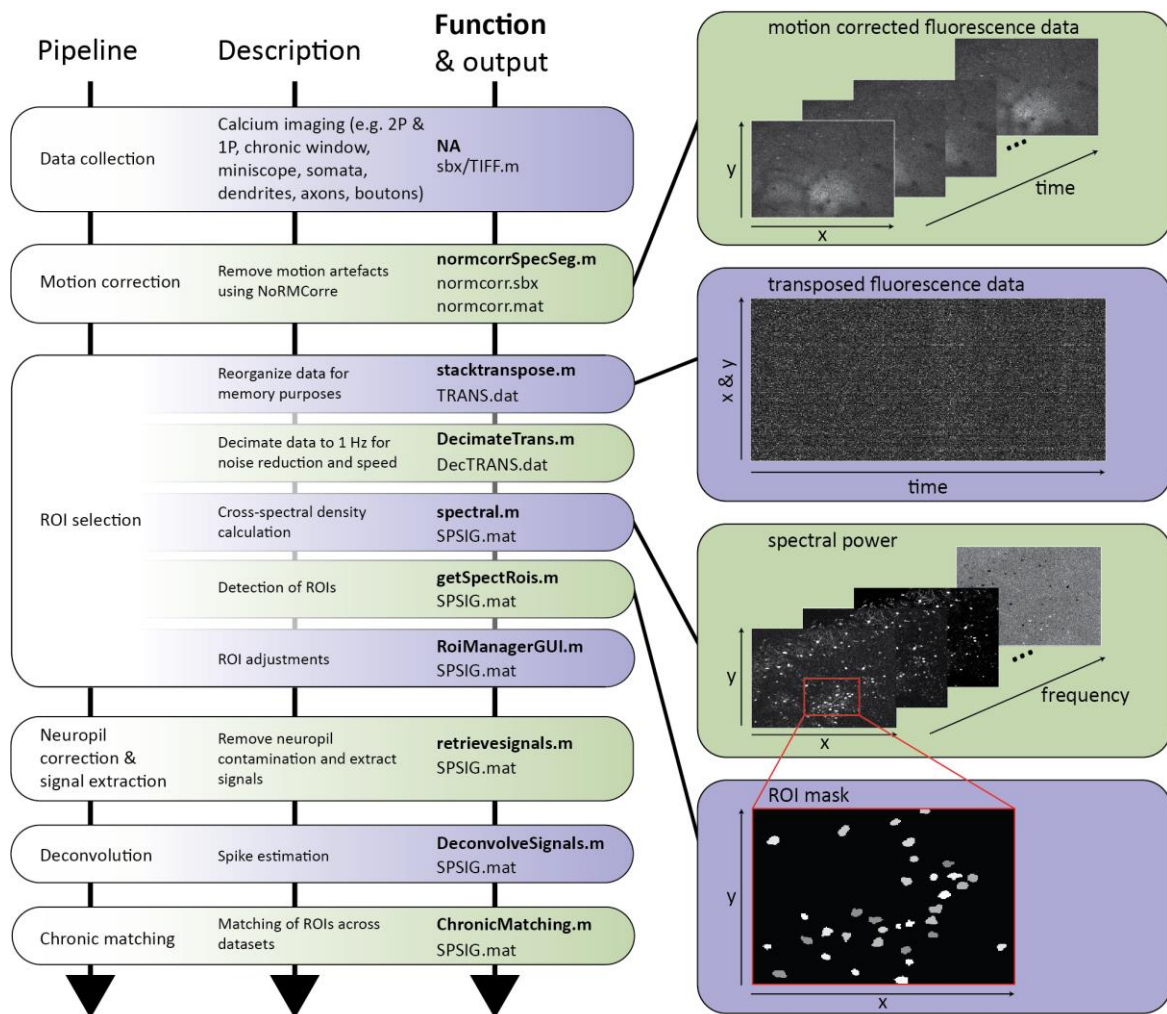 Pipeline
Description
Function
& output
Data collection
Calcium imaging (e.g. 2P &
1P, chronic window,
miniscope, somata,
dendrites, axons, boutons)
NA
sbx/TIFF.m
Motion correction
Remove motion artefacts
using NoRMCorre
normcorrSpecSeg.m
normcorr.sbx
normcorr.mat
ROI selection
Reorganize data for
memory purposes
stacktranspose.m
TRANS.dat
Decimate data to 1 Hz for
noise reduction and speed
DecimateTrans.m
DecTRANS.dat
Cross-spectral density
calculation
spectral.m
SPSIG.mat
Detection of ROIs
getSpectRois.m
SPSIG.mat
ROI adjustments
RoiManagerGUI.m
SPSIG.mat
Neuropil
correction &
signal extraction
Remove neuropil
contamination and extract
signals
retrievesignals.m
SPSIG.mat
Deconvolution
Spike estimation
DeconvolveSignals.m
SPSIG.mat
Chronic matching
Matching of ROIs across
datasets
ChronicMatching.m
SPSIG.mat
motion corrected fluorescence data
y
x
time
transposed fluorescence data
x & y
time
spectral power
y
x
frequency
ROI mask
y
x